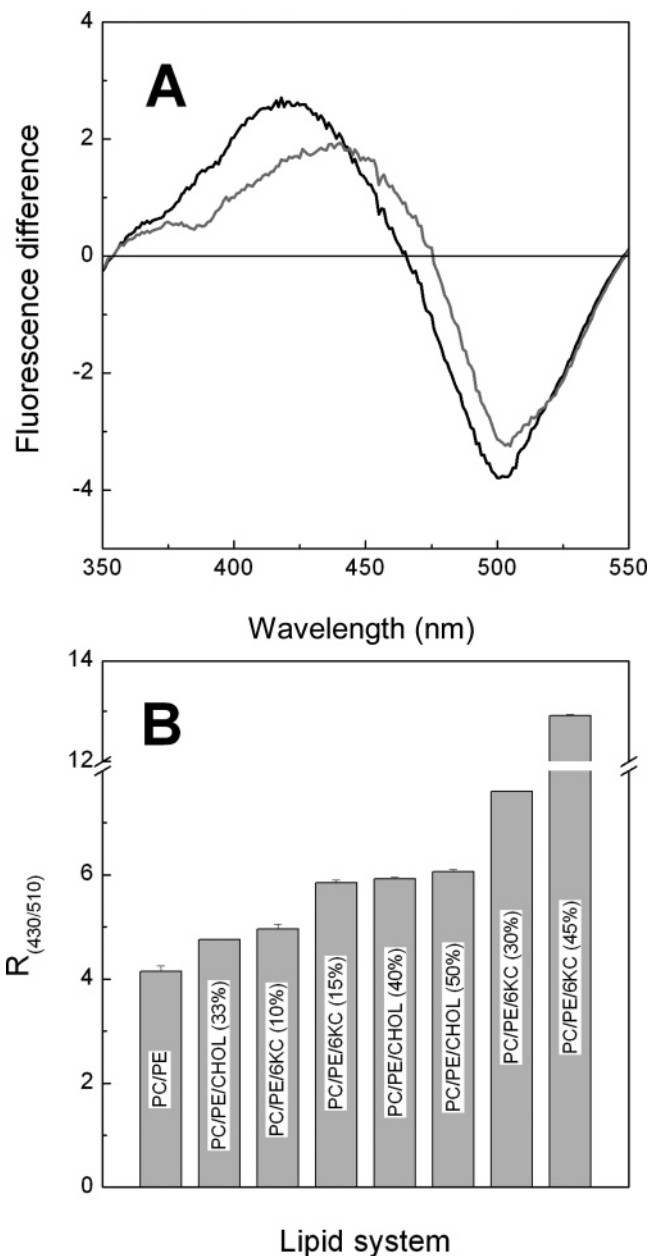 A
4
2
0
-2
-4
Fluorescence difference
350
400
450
500
550
Wavelength (nm)
B
14
12
6
4
2
0
R(430/510)
PC/PE
PC/PE/CHOL (33%)
PC/PE/6KC (10%)
PC/PE/6KC (15%)
PC/PE/CHOL (40%)
PC/PE/CHOL (50%)
PC/PE/6KC (30%)
PC/PE/6KC (45%)
Lipid system